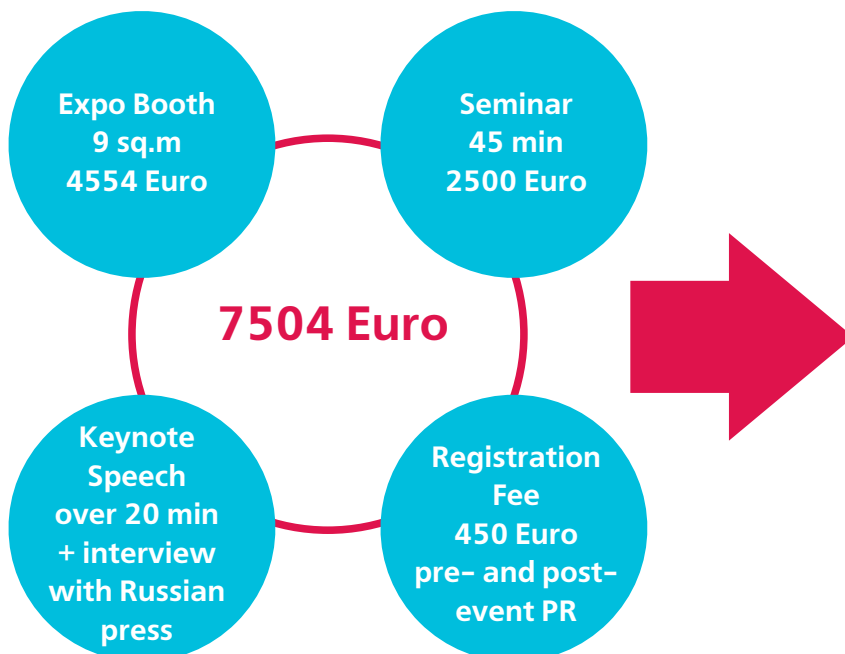 Expo Booth
9 sq.m
4554 Euro
Seminar
45 min
2500 Euro
7504 Euro
Keynote
Speech
over 20 min
+ interview
with Russian
press
Registration
Fee
450 Euro
pre- and post-
event PR